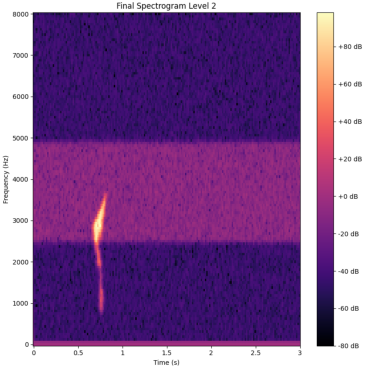 Final Spectrogram Level 2
8000
7000
6000
5000
4000
3000
2000
1000
0
Frequency (Hz)
0 0.5 1 1.5 2 2.5 3
Time (s)
+80 dB
+60 dB
+40 dB
+20 dB
+0 dB
-20 dB
-40 dB
-60 dB
-80 dB